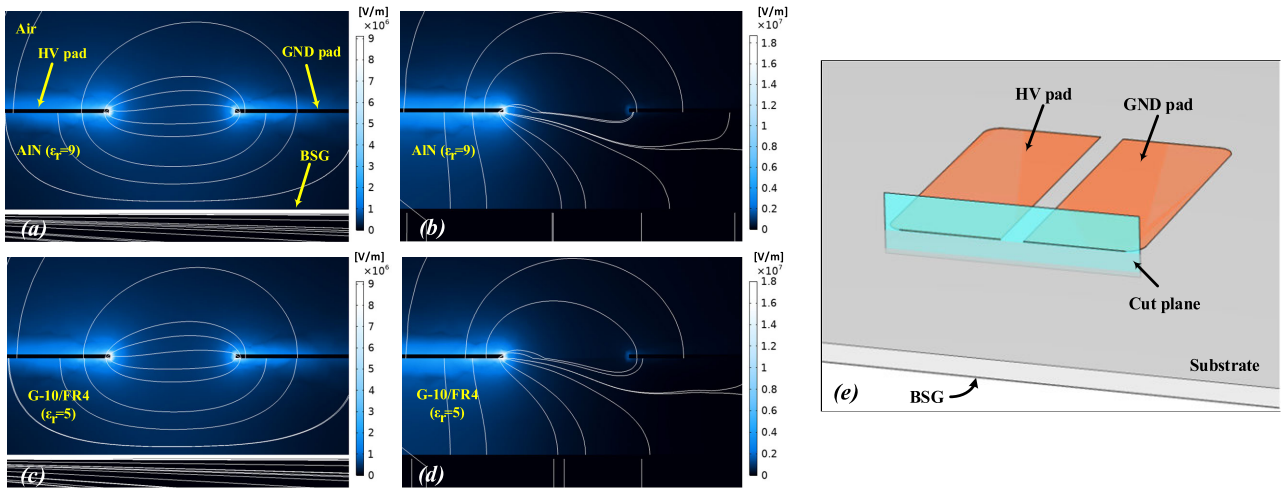 [V/m]
×10⁶
Air
HV pad
GND pad
AlN (εr=9)
BSG
(a)
9
8
7
6
5
4
3
2
1
0
[V/m]
×10⁷
AlN (εr=9)
(b)
1.8
1.6
1.4
1.2
1
0.8
0.6
0.4
0.2
0
[V/m]
×10⁶
G-10/FR4
(εr=5)
(c)
9
8
7
6
5
4
3
2
1
0
[V/m]
×10⁷
G-10/FR4
(εr=5)
(d)
1.8
1.6
1.4
1.2
1
0.8
0.6
0.4
0.2
0
HV pad
GND pad
Cut plane
Substrate
BSG
(e)